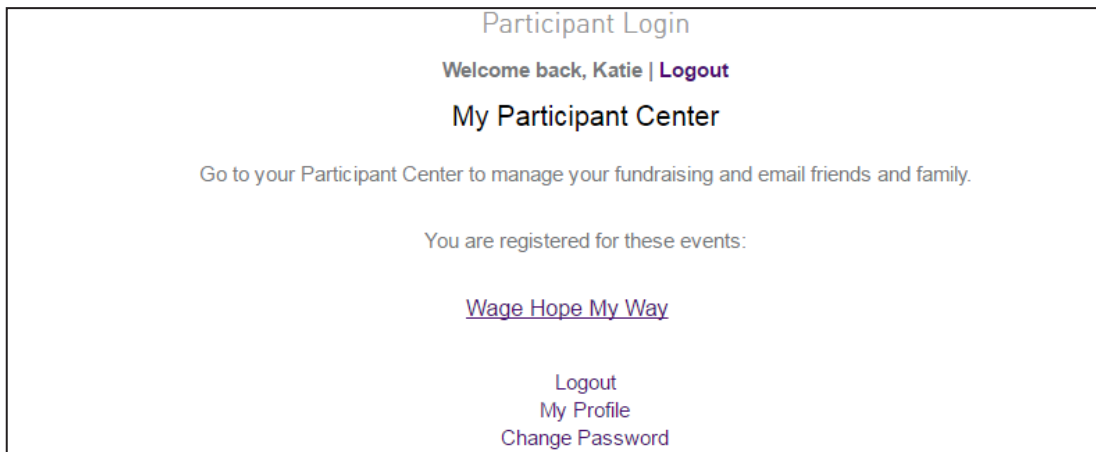 Participant Login
Welcome back, Katie | Logout
My Participant Center
Go to your Participant Center to manage your fundraising and email friends and family.
You are registered for these events:
Wage Hope My Way
Logout
My Profile
Change Password